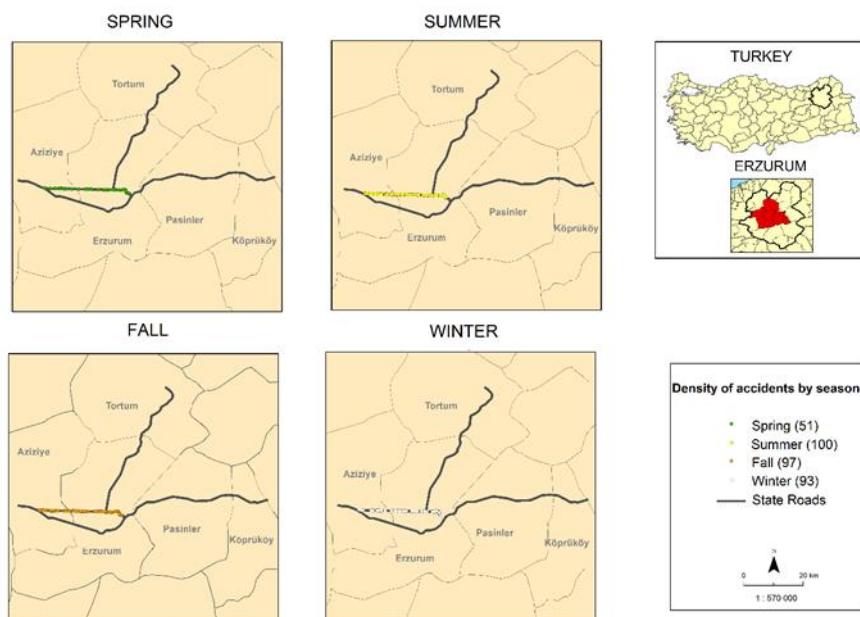 SPRING
Tortum
Aziziye
Pasinler
Erzurum
Köprüköy
SUMMER
Tortum
Aziziye
Pasinler
Erzurum
Köprüköy
TURKEY
ERZURUM
FALL
Tortum
Aziziye
Pasinler
Erzurum
Köprüköy
WINTER
Tortum
Aziziye
Pasinler
Erzurum
Köprüköy
Density of accidents by season
Spring (51)
Summer (100)
Fall (97)
Winter (93)
State Roads
N
0 20 km
1 : 570 000